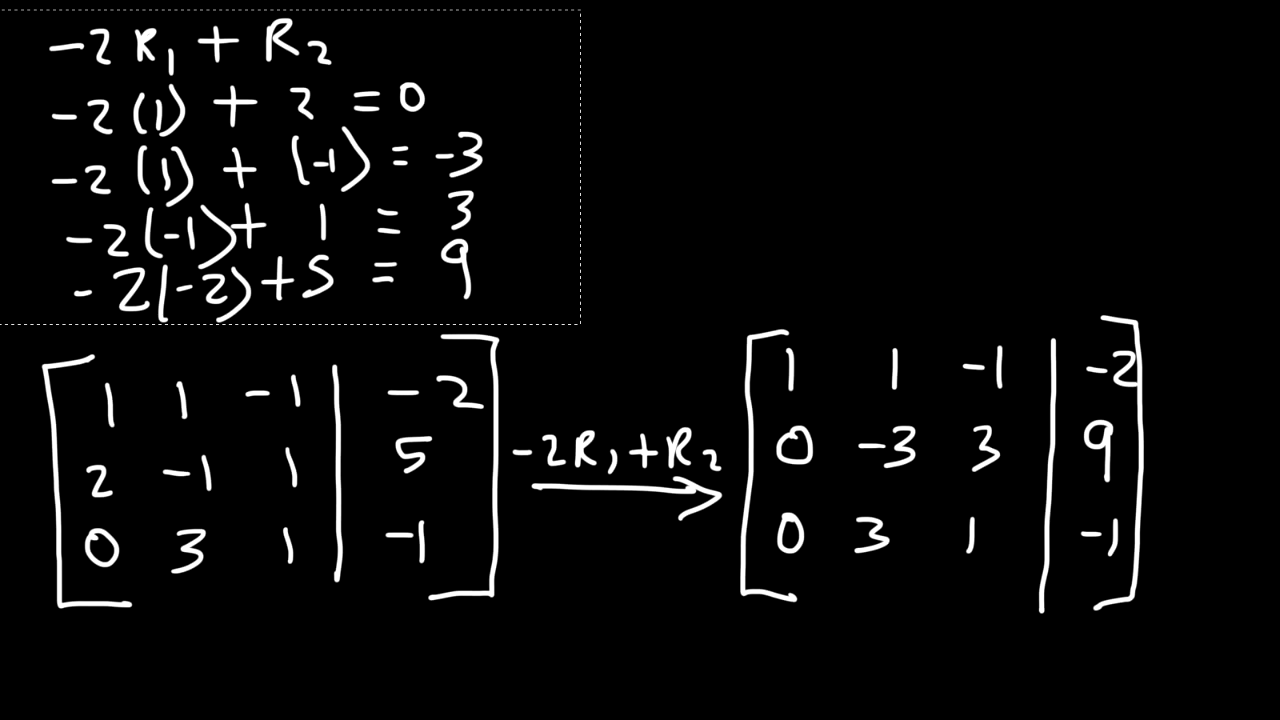 -2R₁ + R₂
-2(1) + 2 = 0
-2(1) + (-1) = -3
-2(-1) + 1 = 3
-2(-2) + 5 = 9
[1 1 -1 | -2]
[2 -1 1 | 5]
[0 3 1 | -1]
-2R₁+R₂
[1 1 -1 | -2]
[0 -3 3 | 9]
[0 3 1 | -1]